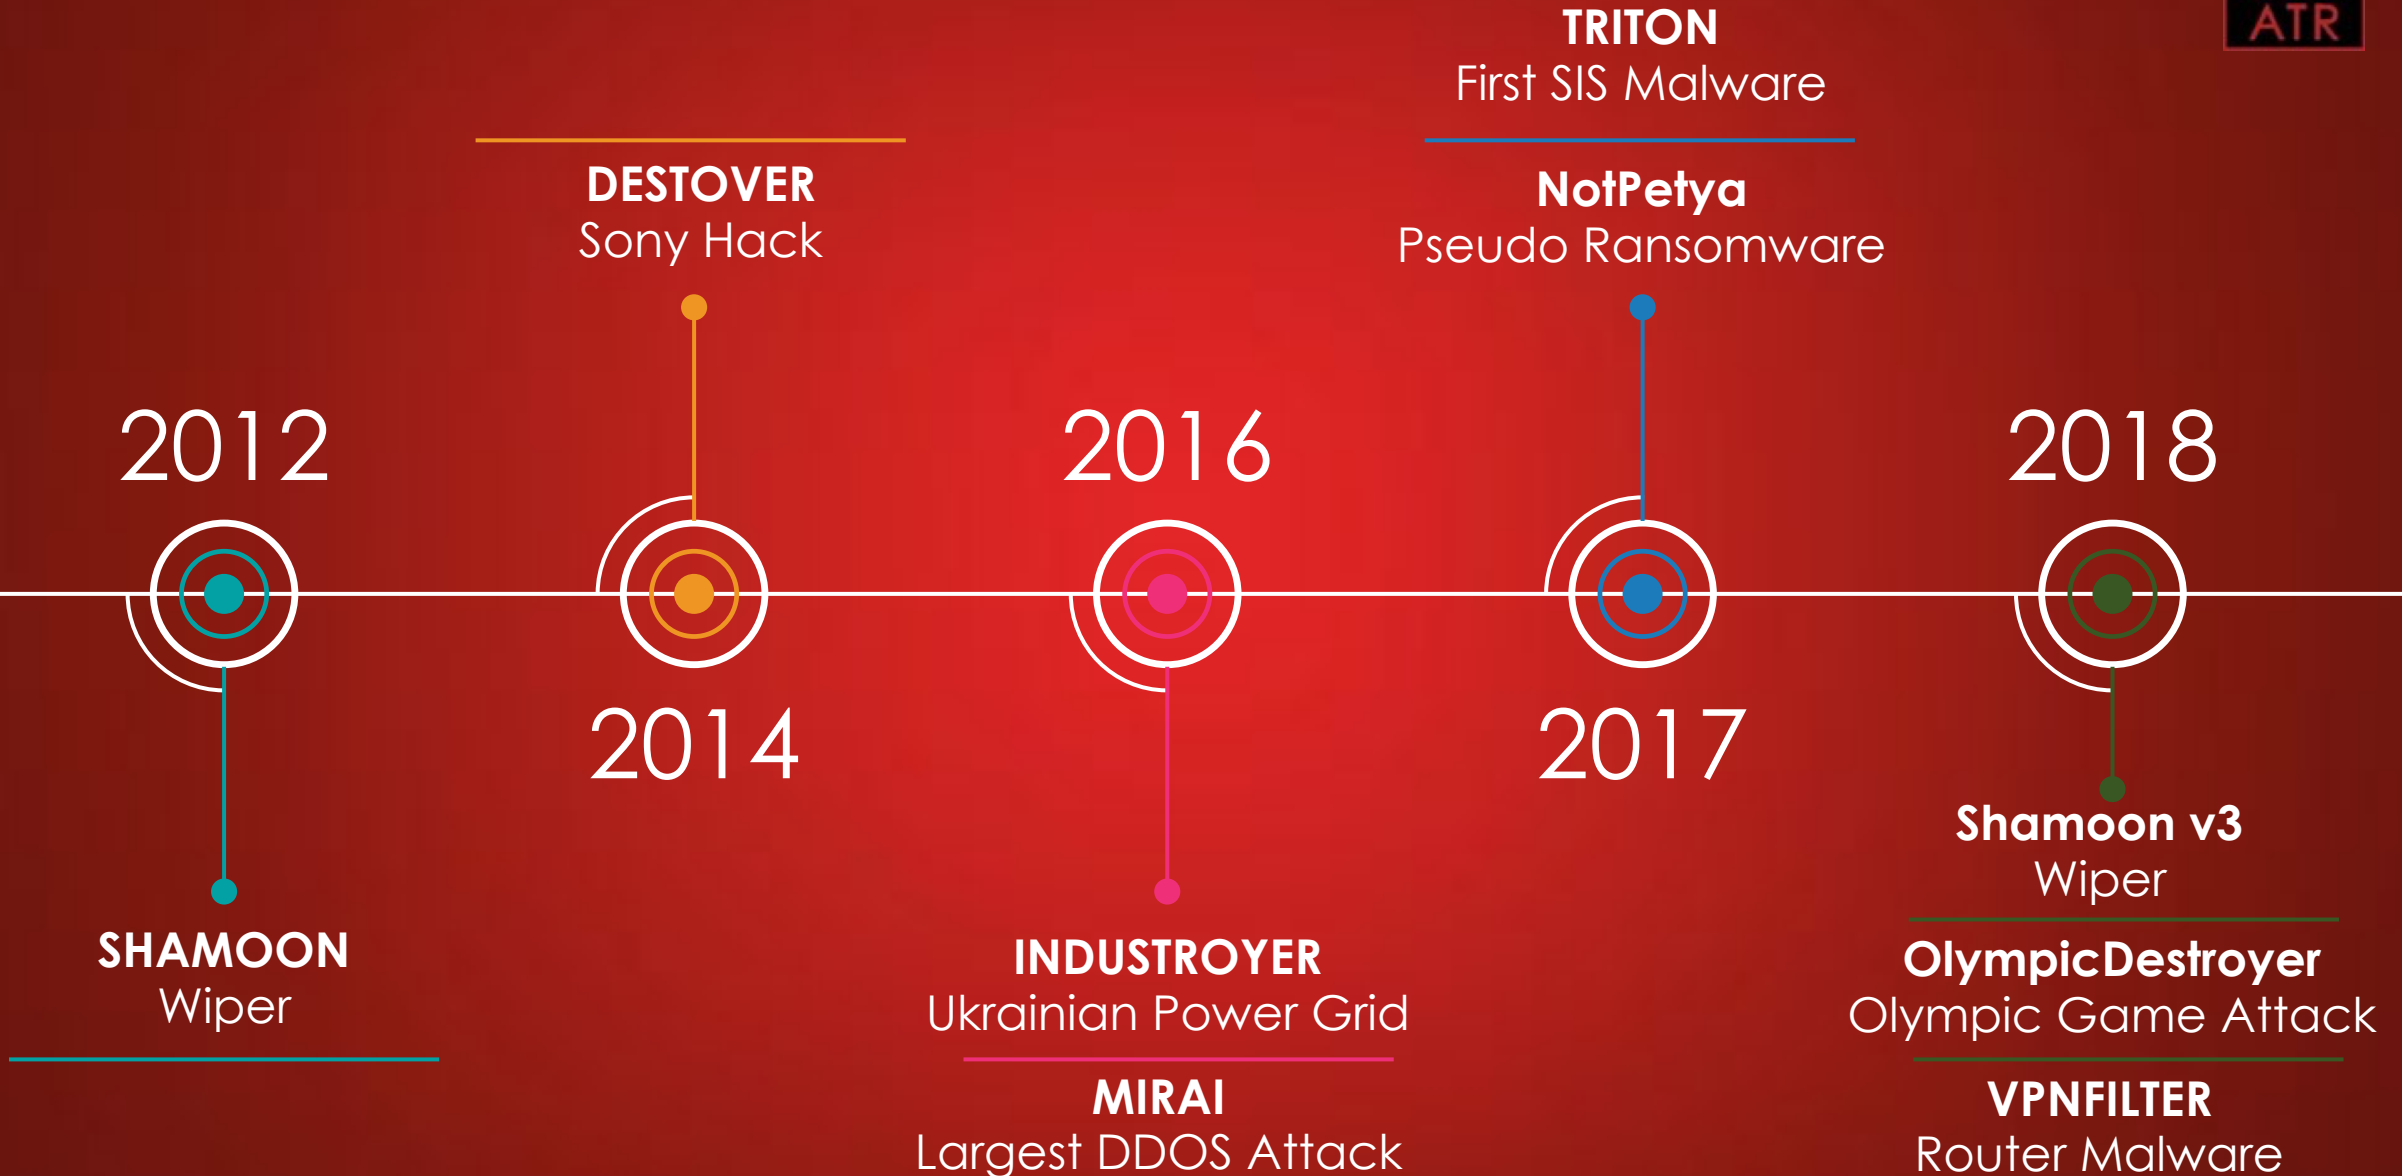 ATR
TRITON
First SIS Malware
DESTOVER
Sony Hack
NotPetya
Pseudo Ransomware
2012
2016
2018
2014
2017
SHAMOON
Wiper
INDUSTROYER
Ukrainian Power Grid
MIRAI
Largest DDOS Attack
Shamoon v3
Wiper
OlympicDestroyer
Olympic Game Attack
VPNFILTER
Router Malware